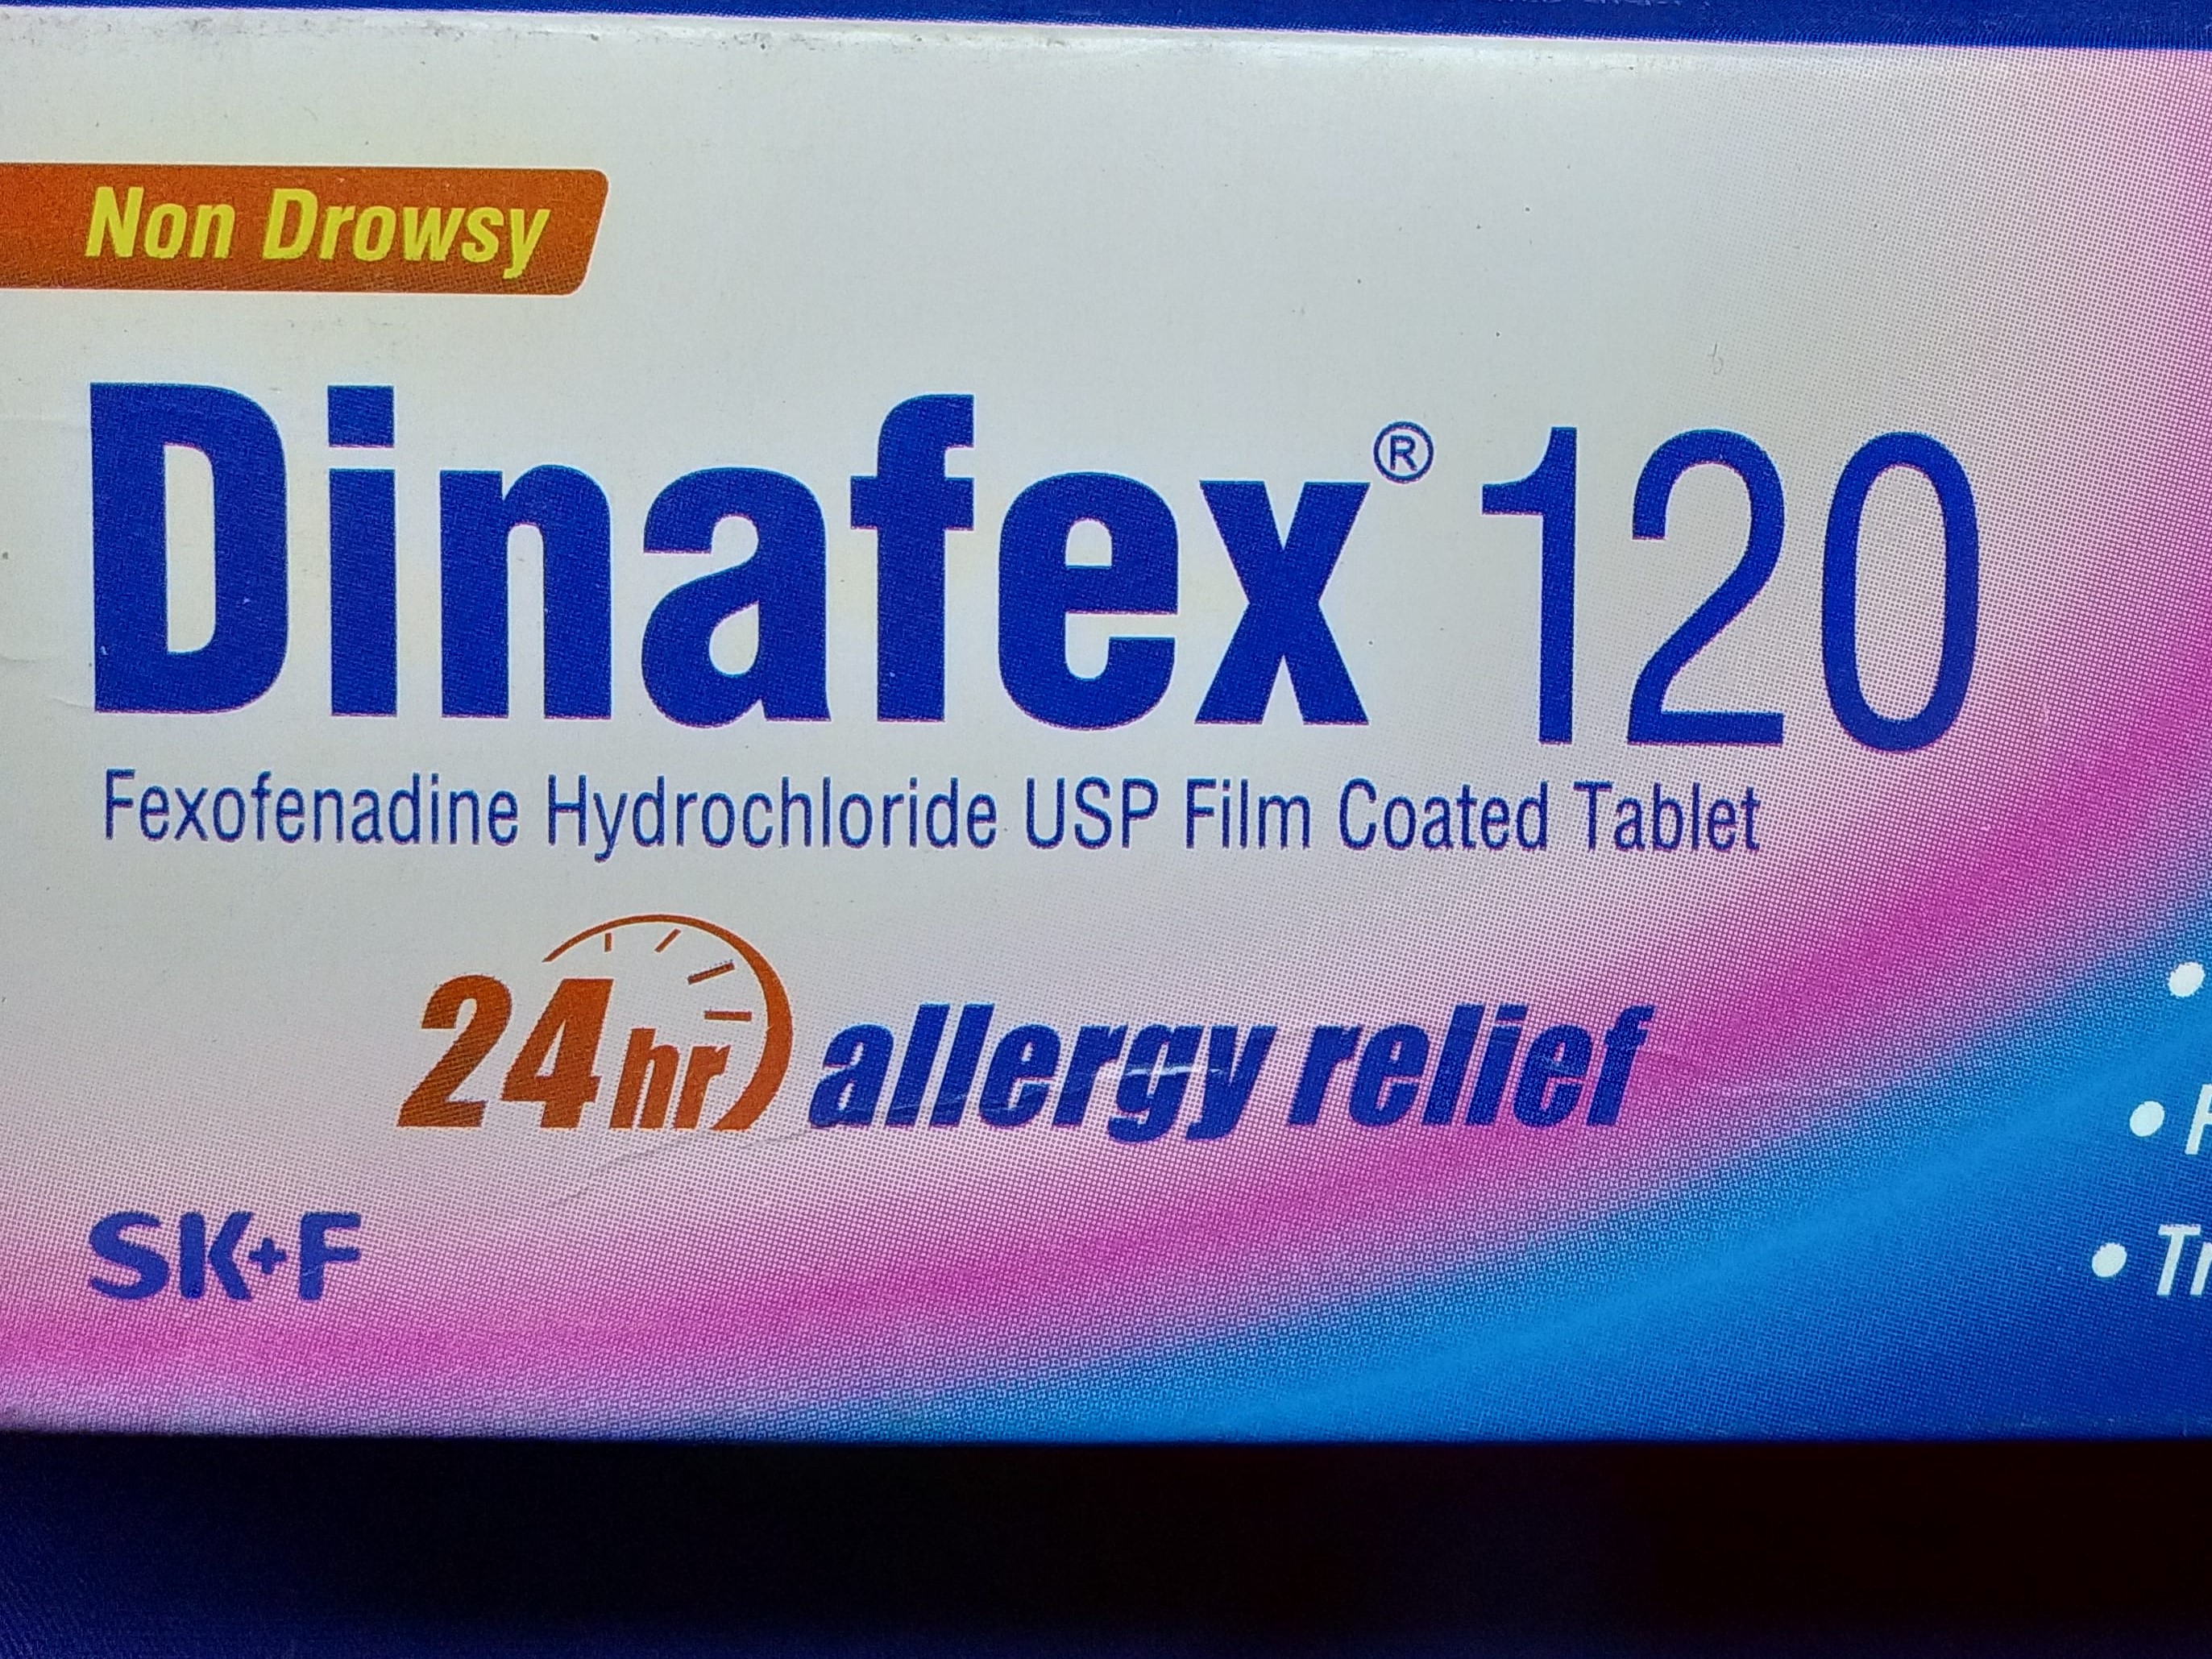 Non Drowsy
Dinafex® 120
Fexofenadine Hydrochloride USP Film Coated Tablet
24hr allergy relief
SK+F